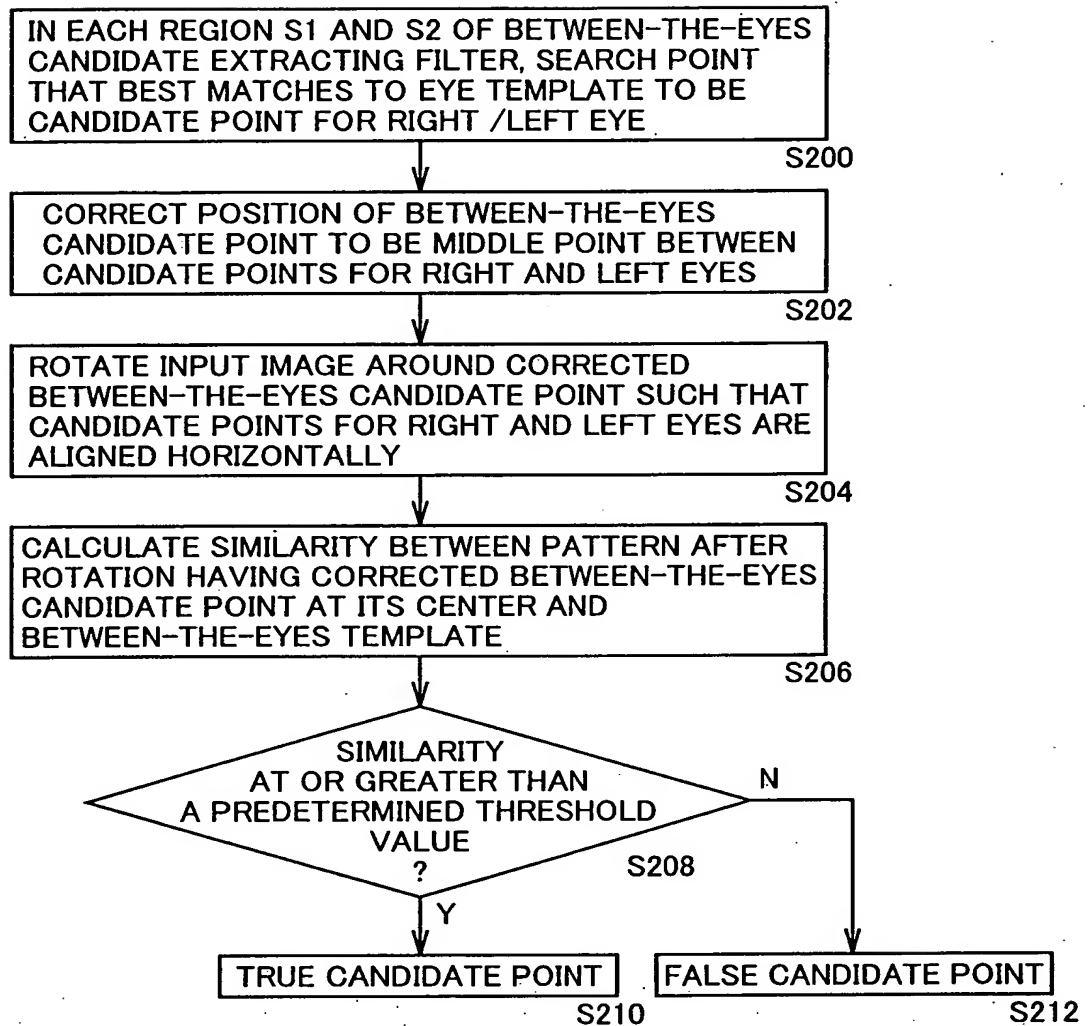 IN EACH REGION S1 AND S2 OF BETWEEN-THE-EYES
CANDIDATE EXTRACTING FILTER, SEARCH POINT
THAT BEST MATCHES TO EYE TEMPLATE TO BE
CANDIDATE POINT FOR RIGHT /LEFT EYE
S200
CORRECT POSITION OF BETWEEN-THE-EYES
CANDIDATE POINT TO BE MIDDLE POINT BETWEEN
CANDIDATE POINTS FOR RIGHT AND LEFT EYES
S202
ROTATE INPUT IMAGE AROUND CORRECTED
BETWEEN-THE-EYES CANDIDATE POINT SUCH THAT
CANDIDATE POINTS FOR RIGHT AND LEFT EYES ARE
ALIGNED HORIZONTALLY
S204
CALCULATE SIMILARITY BETWEEN PATTERN AFTER
ROTATION HAVING CORRECTED BETWEEN-THE-EYES
CANDIDATE POINT AT ITS CENTER AND
BETWEEN-THE-EYES TEMPLATE
S206
SIMILARITY
AT OR GREATER THAN
A PREDETERMINED THRESHOLD
VALUE
?
S208
N
Y
TRUE CANDIDATE POINT
S210
FALSE CANDIDATE POINT
S212